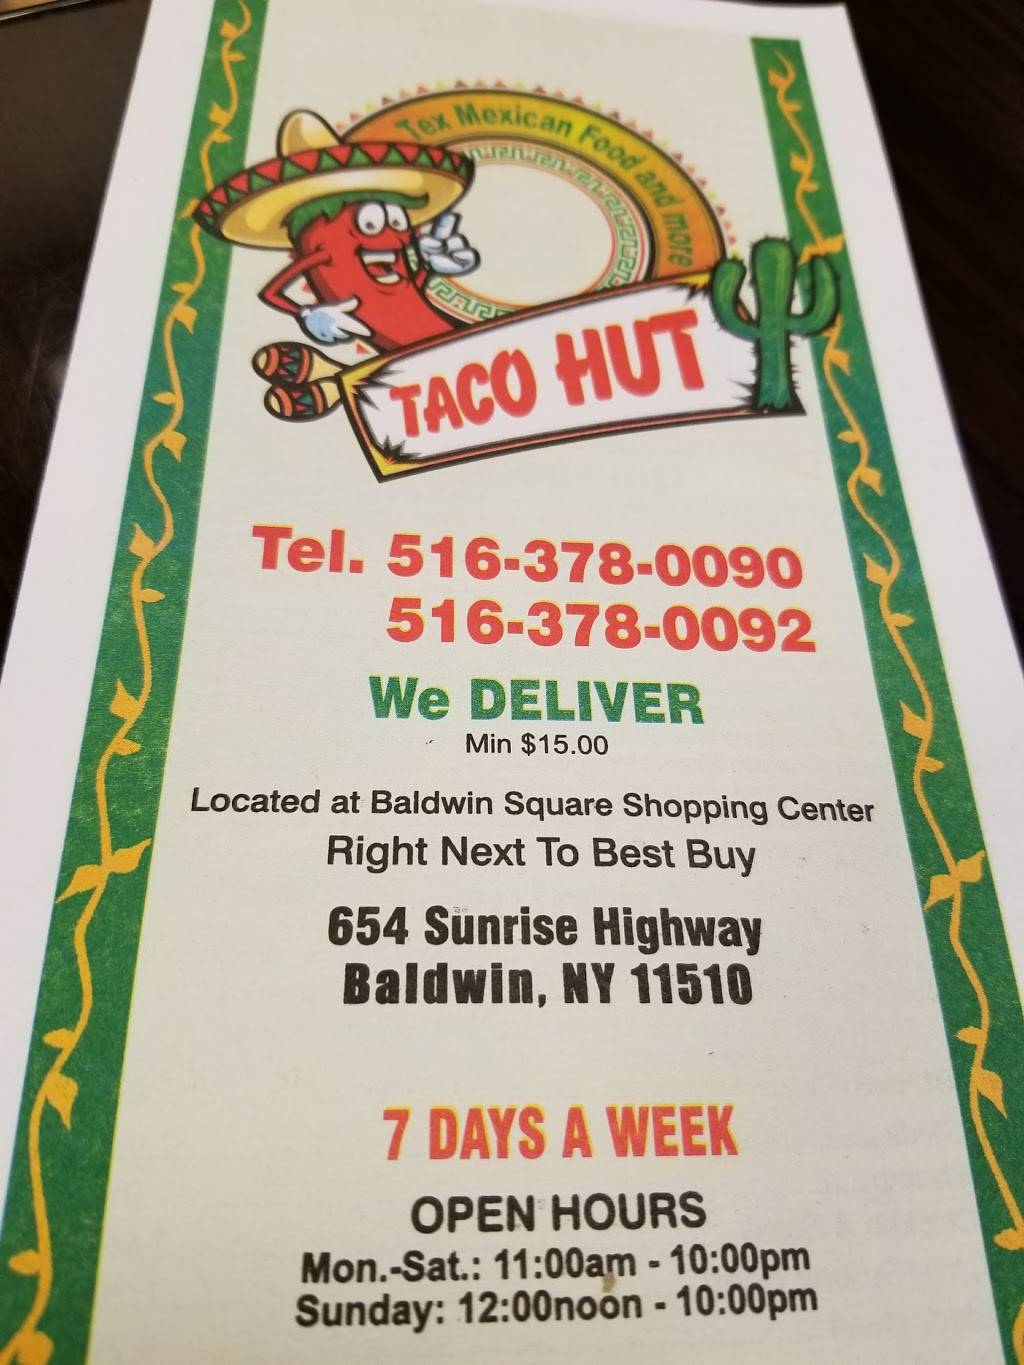 Tex Mexican Food and more
TACO HUT
Tel. 516-378-0090
516-378-0092
We DELIVER
Min $15.00
Located at Baldwin Square Shopping Center
Right Next To Best Buy
654 Sunrise Highway
Baldwin, NY 11510
7 DAYS A WEEK
OPEN HOURS
Mon.-Sat.: 11:00am - 10:00pm
Sunday: 12:00noon - 10:00pm